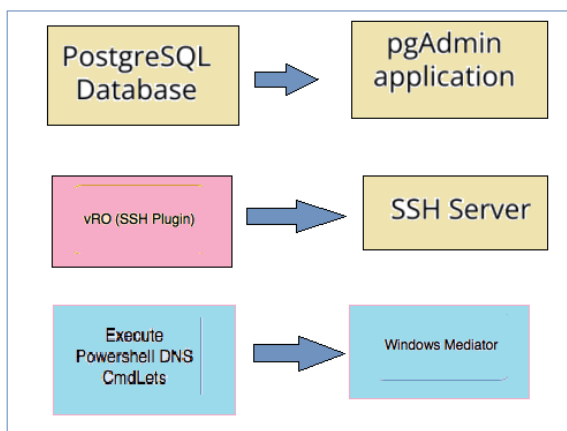 PostgreSQL
Database
pgAdmin
application
vRO (SSH Plugin)
SSH Server
Execute
Powershell DNS
CmdLets
Windows Mediator